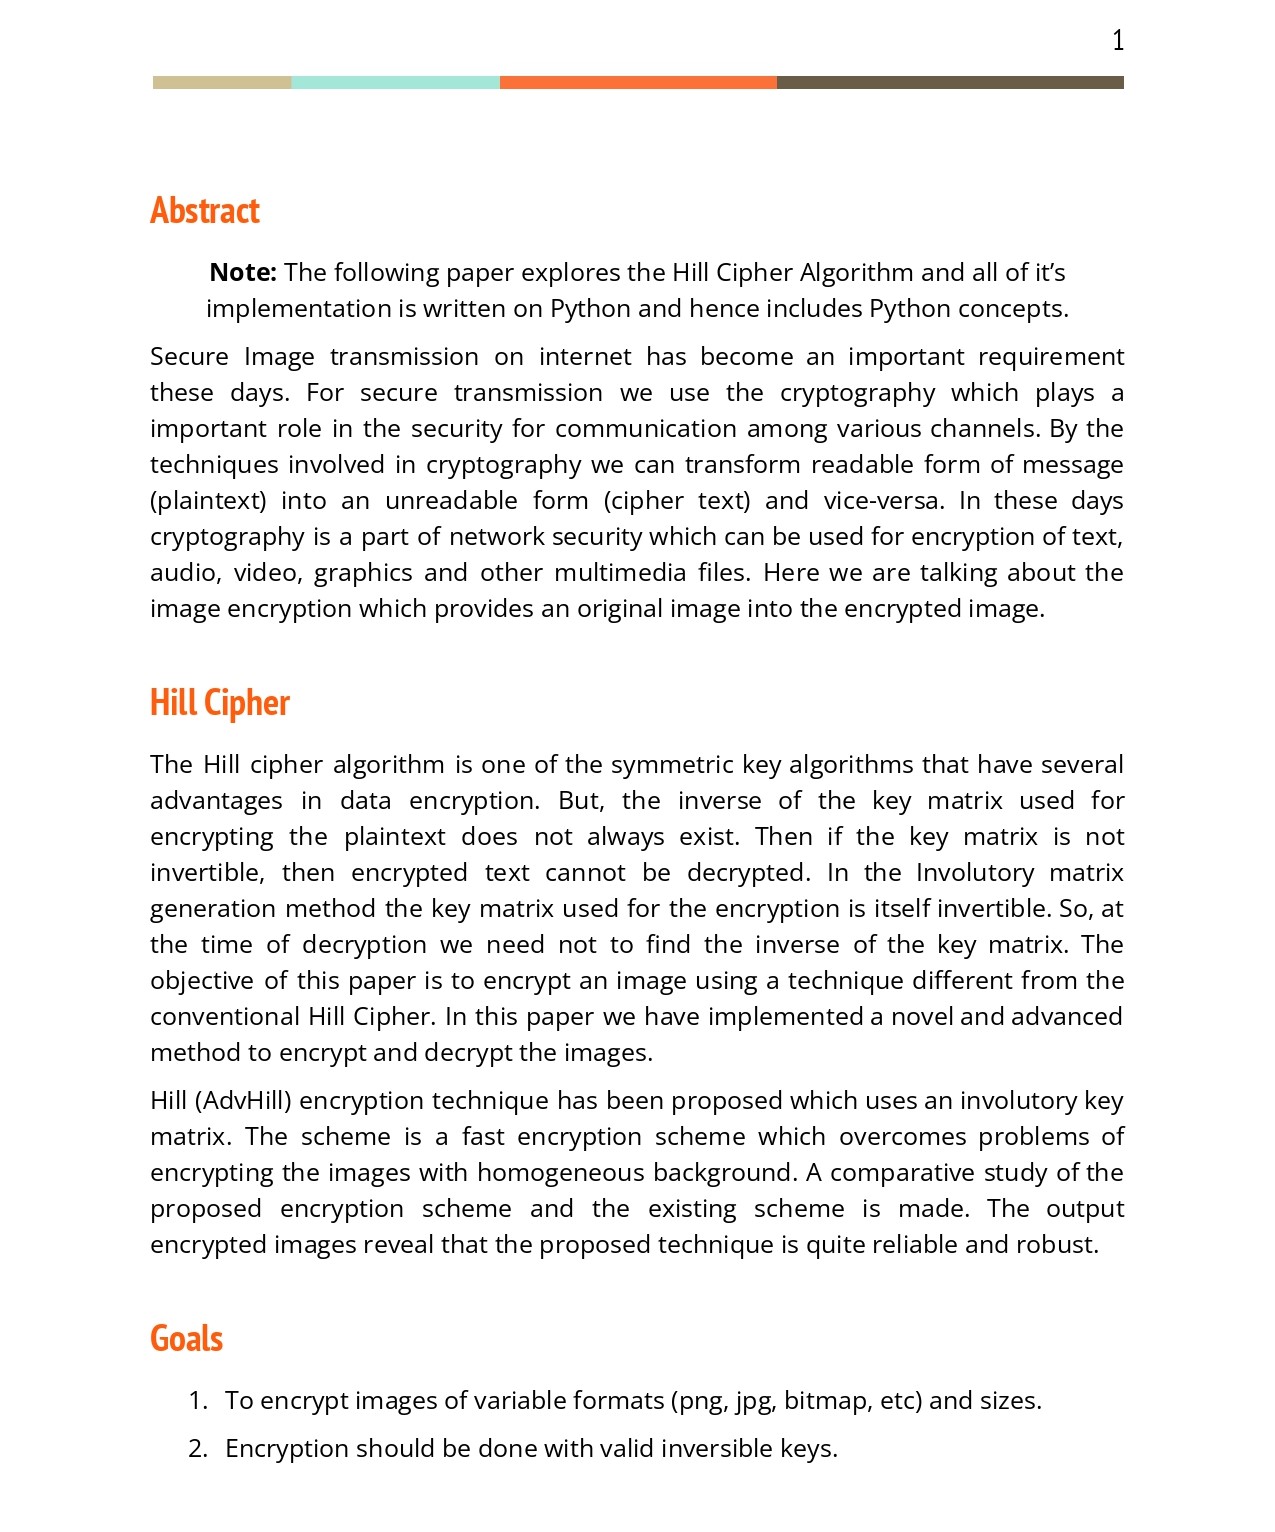 1
Abstract
Note: The following paper explores the Hill Cipher Algorithm and all of it’s
implementation is written on Python and hence includes Python concepts.
Secure Image transmission on internet has become an important requirement
these days. For secure transmission we use the cryptography which plays a
important role in the security for communication among various channels. By the
techniques involved in cryptography we can transform readable form of message
(plaintext) into an unreadable form (cipher text) and vice-versa. In these days
cryptography is a part of network security which can be used for encryption of text,
audio, video, graphics and other multimedia files. Here we are talking about the
image encryption which provides an original image into the encrypted image.
Hill Cipher
The Hill cipher algorithm is one of the symmetric key algorithms that have several
advantages in data encryption. But, the inverse of the key matrix used for
encrypting the plaintext does not always exist. Then if the key matrix is not
invertible, then encrypted text cannot be decrypted. In the Involutory matrix
generation method the key matrix used for the encryption is itself invertible. So, at
the time of decryption we need not to find the inverse of the key matrix. The
objective of this paper is to encrypt an image using a technique different from the
conventional Hill Cipher. In this paper we have implemented a novel and advanced
method to encrypt and decrypt the images.
Hill (AdvHill) encryption technique has been proposed which uses an involutory key
matrix. The scheme is a fast encryption scheme which overcomes problems of
encrypting the images with homogeneous background. A comparative study of the
proposed encryption scheme and the existing scheme is made. The output
encrypted images reveal that the proposed technique is quite reliable and robust.
Goals
1. To encrypt images of variable formats (png, jpg, bitmap, etc) and sizes.
2. Encryption should be done with valid inversible keys.